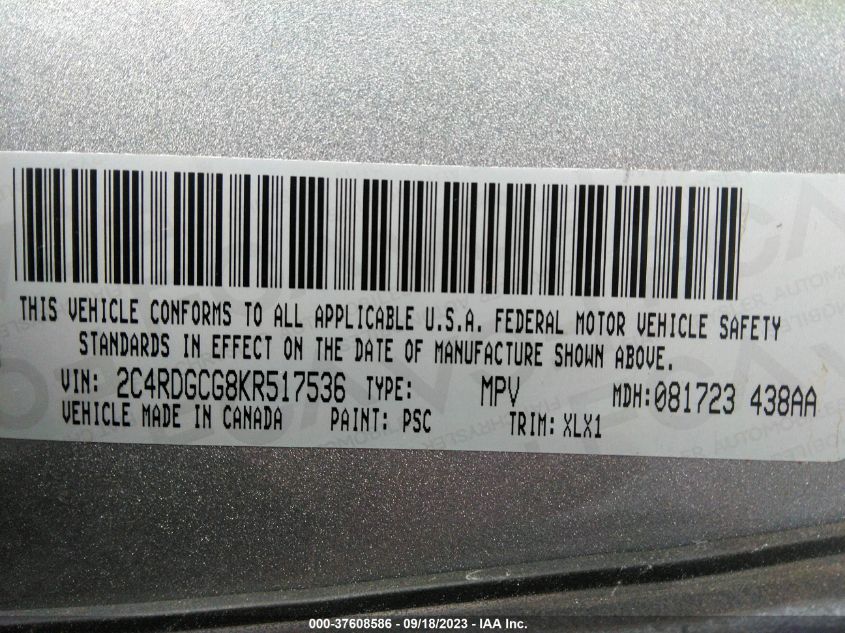 THIS VEHICLE CONFORMS TO ALL APPLICABLE U.S.A. FEDERAL MOTOR VEHICLE SAFETY
STANDARDS IN EFFECT ON THE DATE OF MANUFACTURE SHOWN ABOVE.
VIN: 2C4RDGCG8KR517536 TYPE: MPV MDH: 081723 438AA
VEHICLE MADE IN CANADA PAINT: PSC TRIM: XLX1
000-37608586 - 09/18/2023 - IAA Inc.